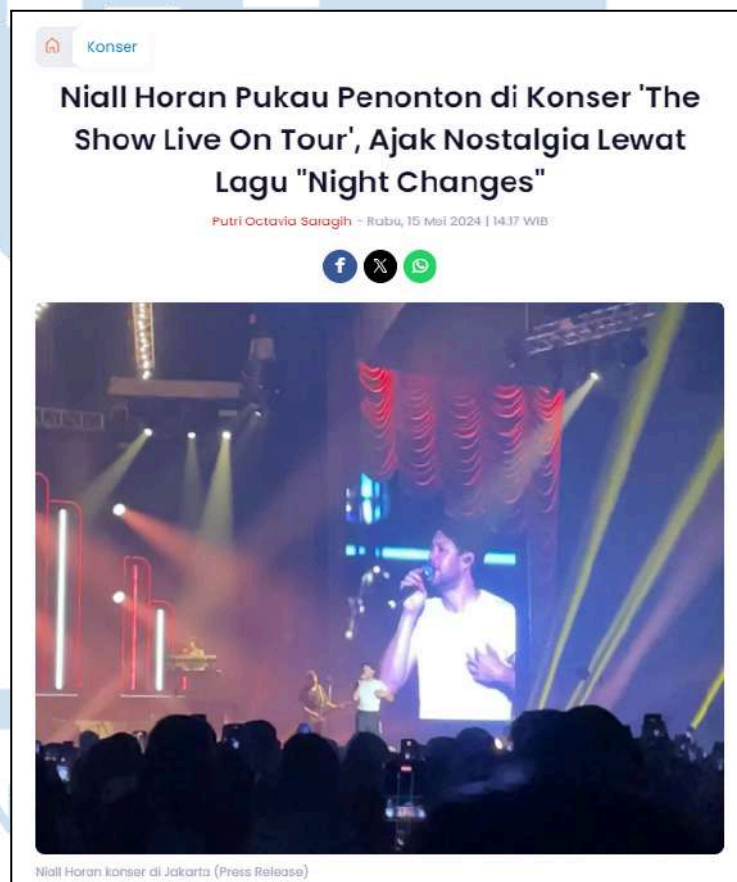 Konser
Niall Horan Pukau Penonton di Konser 'The
Show Live On Tour', Ajak Nostalgia Lewat
Lagu "Night Changes"
Putri Octavia Saragih - Rabu, 15 Mei 2024 | 14:17 WIB
Niall Horan konser di Jakarta (Press Release)